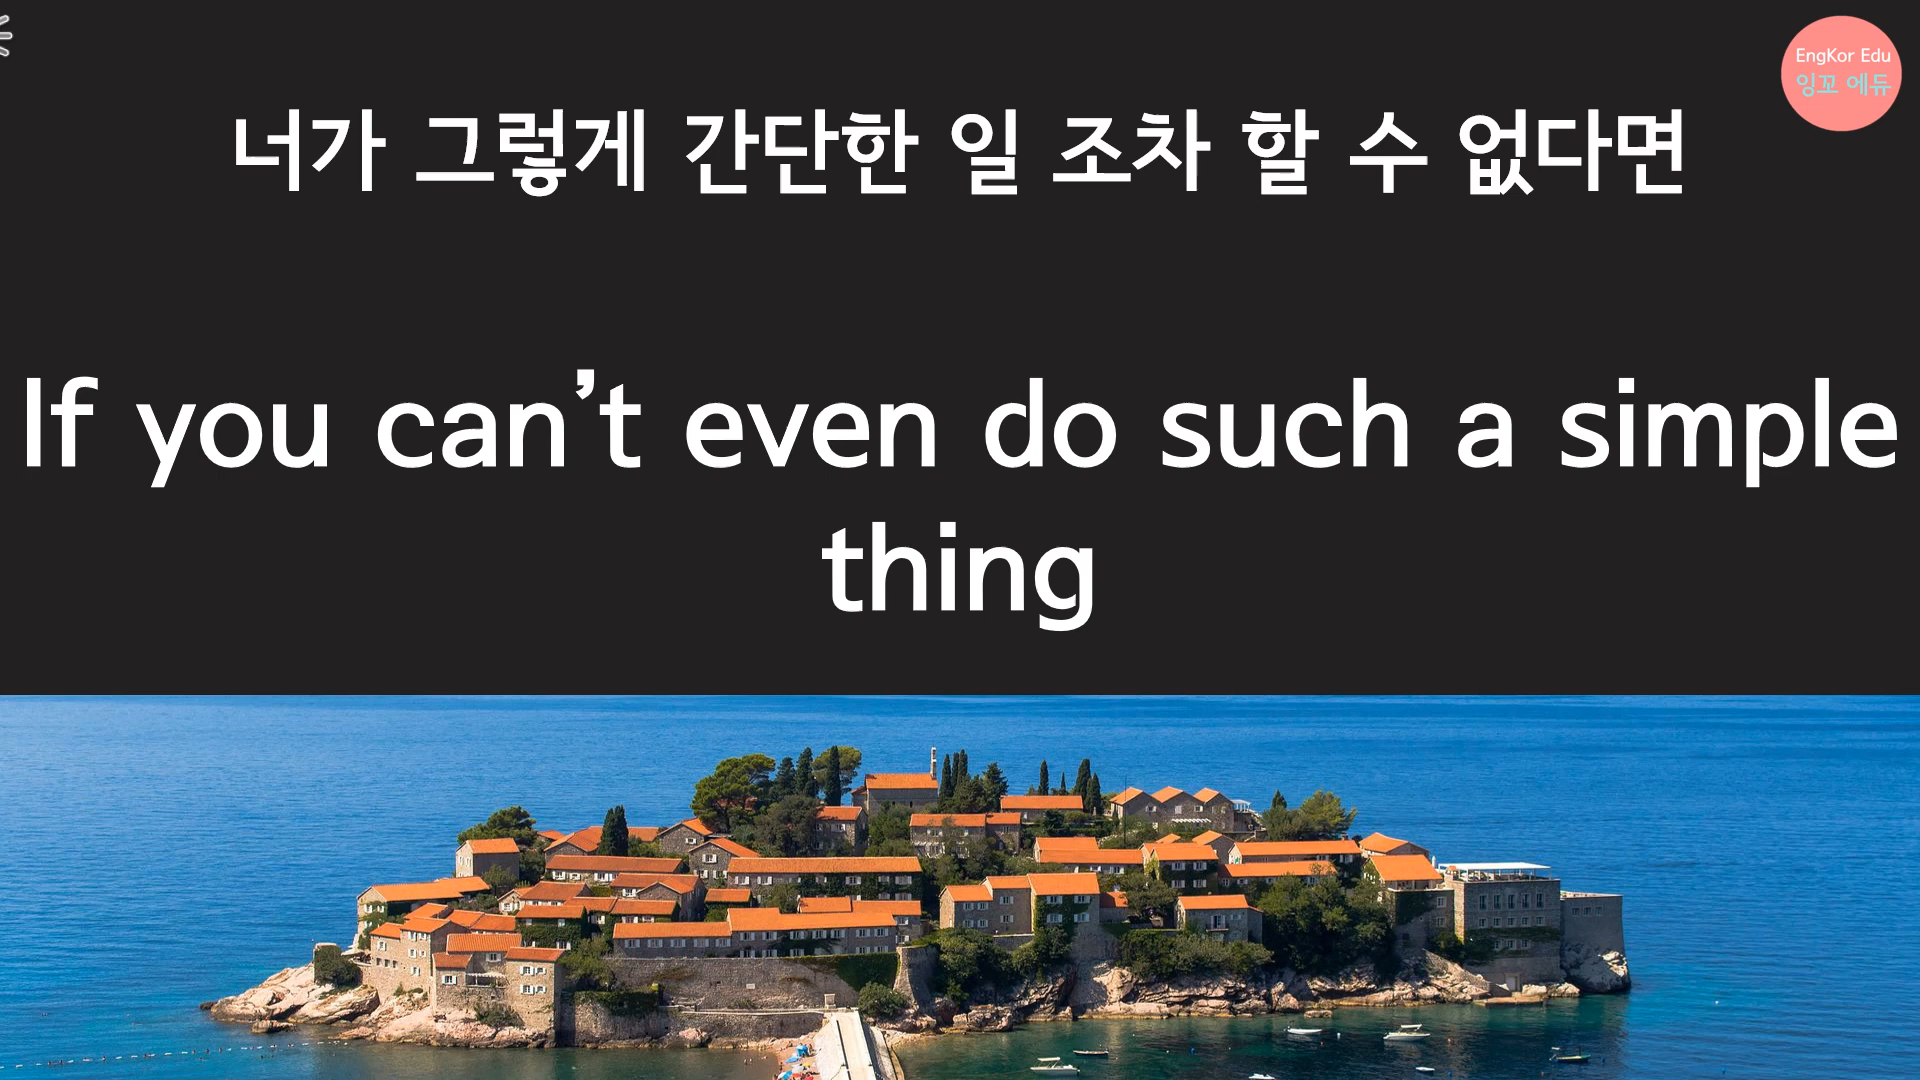 EngKor Edu
잉꼬 에듀
너가 그렇게 간단한 일 조차 할 수 없다면
If you can’t even do such a simple
thing